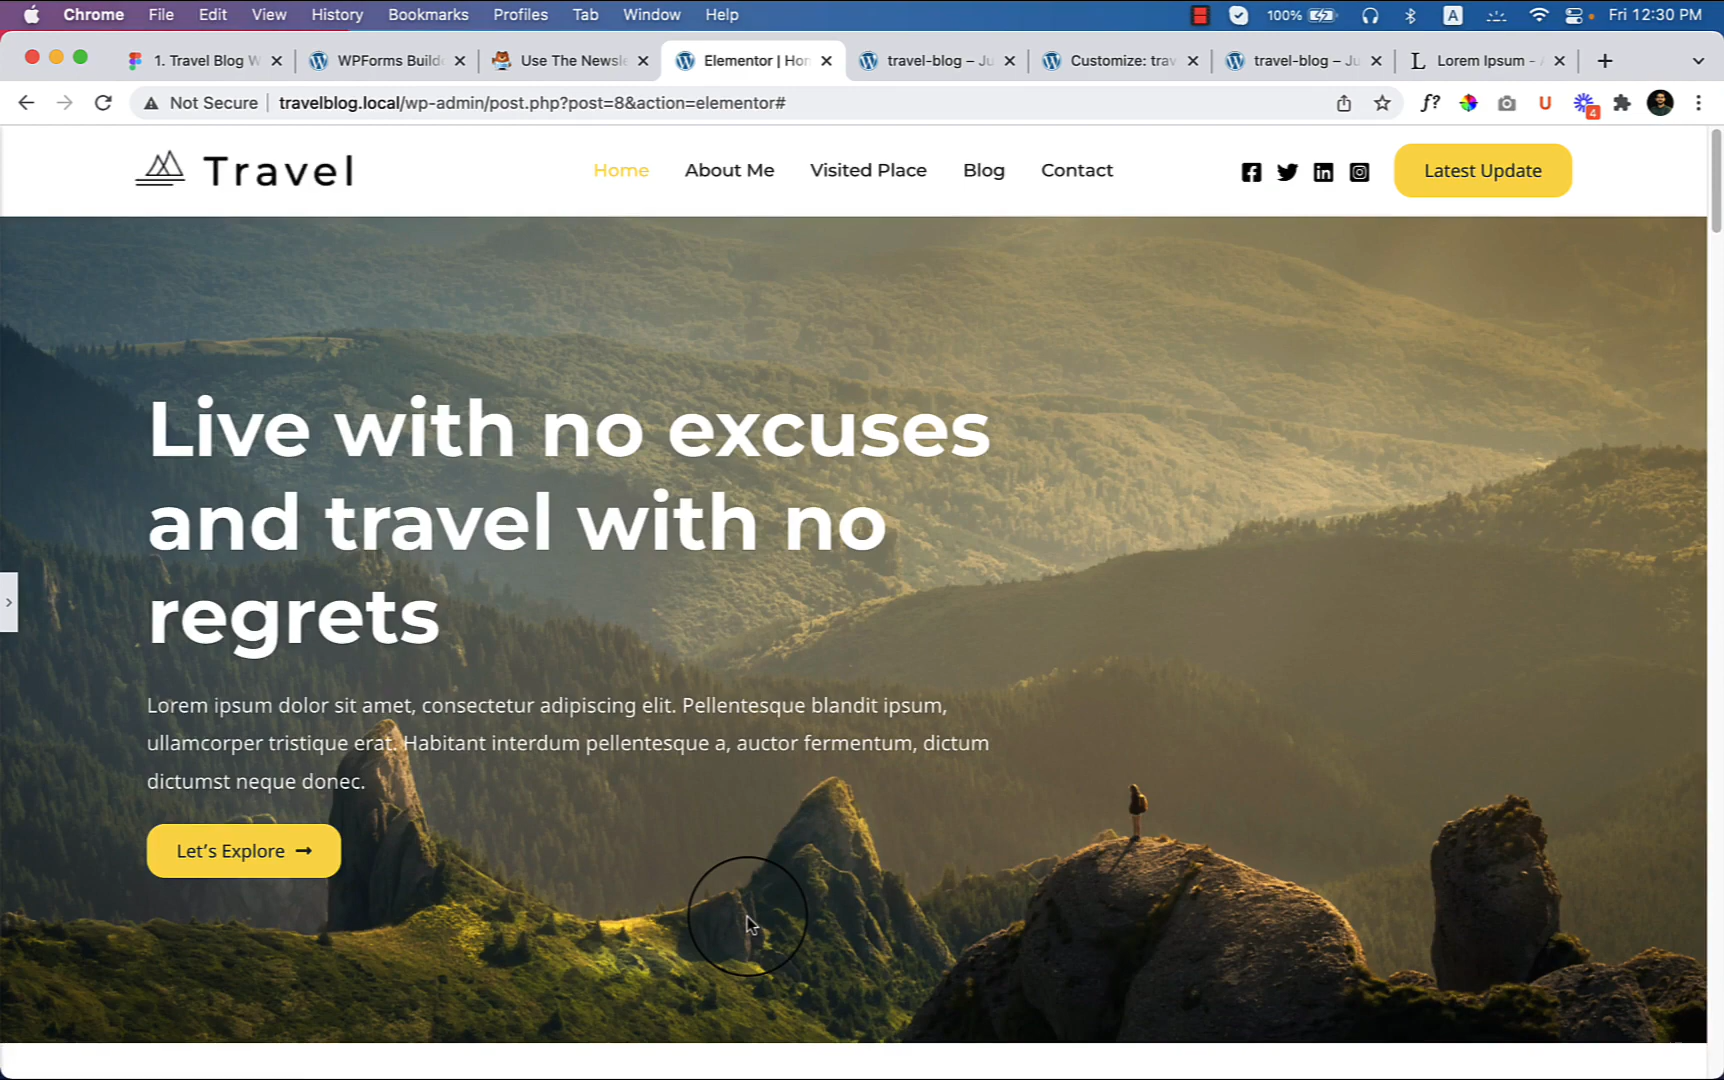 Chrome File Edit View History Bookmarks Profiles Tab Window Help 100% A Fri 12:30 PM
1. Travel Blog W WPForms Build Use The Newsle Elementor | Hor travel-blog – Ju Customize: trav travel-blog – Ju L Lorem Ipsum -
Not Secure travelblog.local/wp-admin/post.php?post=8&action=elementor# f? U 4
Travel Home About Me Visited Place Blog Contact Latest Update
Live with no excuses
and travel with no
regrets
Lorem ipsum dolor sit amet, consectetur adipiscing elit. Pellentesque blandit ipsum,
ullamcorper tristique erat. Habitant interdum pellentesque a, auctor fermentum, dictum
dictumst neque donec.
Let's Explore →